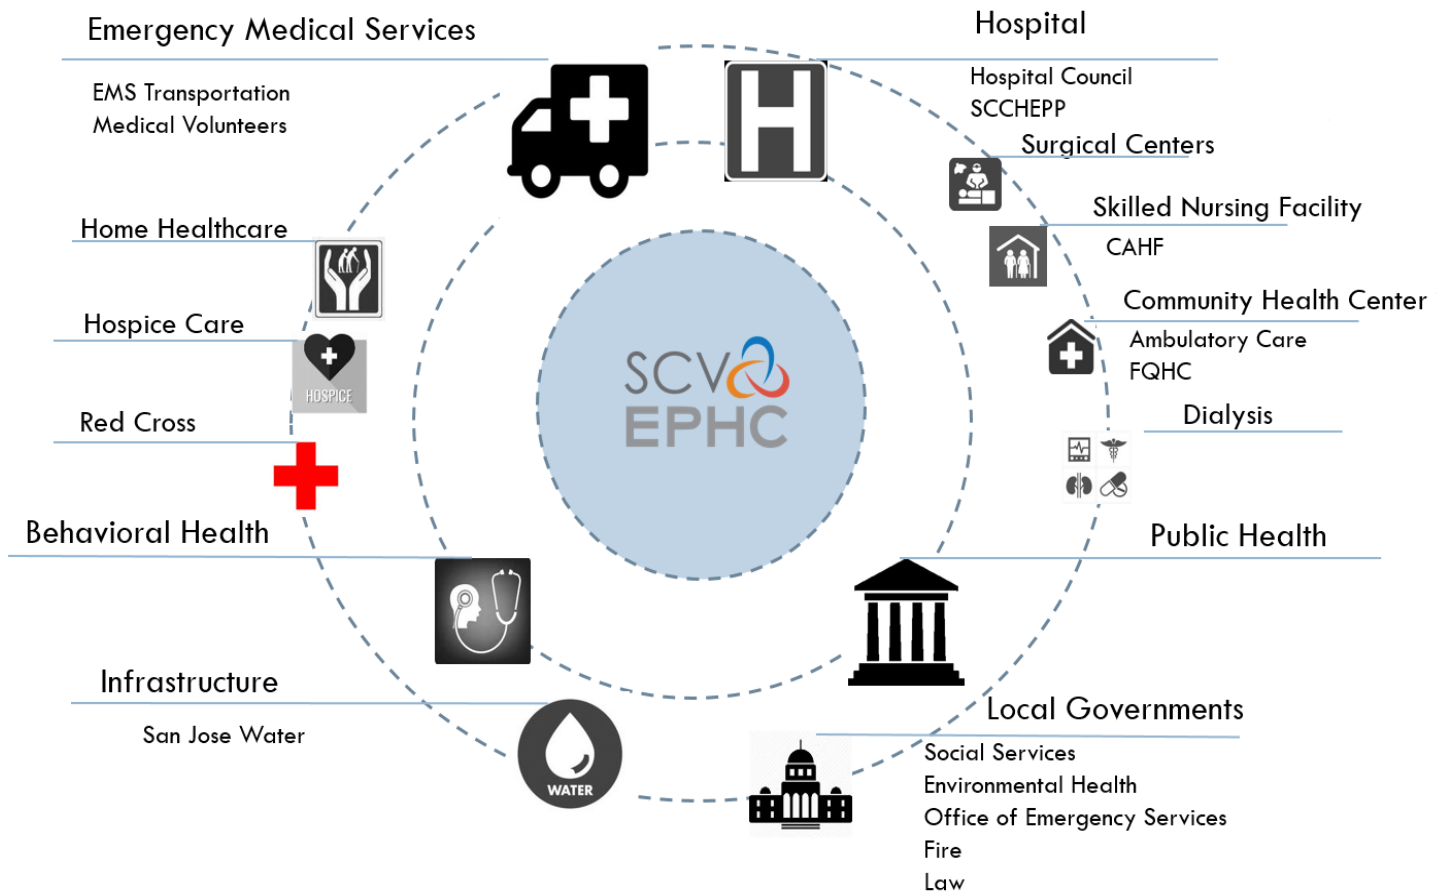 Emergency Medical Services
EMS Transportation
Medical Volunteers
Home Healthcare
Hospice Care
HOSPICE
Red Cross
Behavioral Health
Infrastructure
San Jose Water
WATER
SCV
EPHC
Hospital
H
Hospital Council
SCCHEPP
Surgical Centers
Skilled Nursing Facility
CAHF
Community Health Center
Ambulatory Care
FQHC
Dialysis
Public Health
Local Governments
Social Services
Environmental Health
Office of Emergency Services
Fire
Law